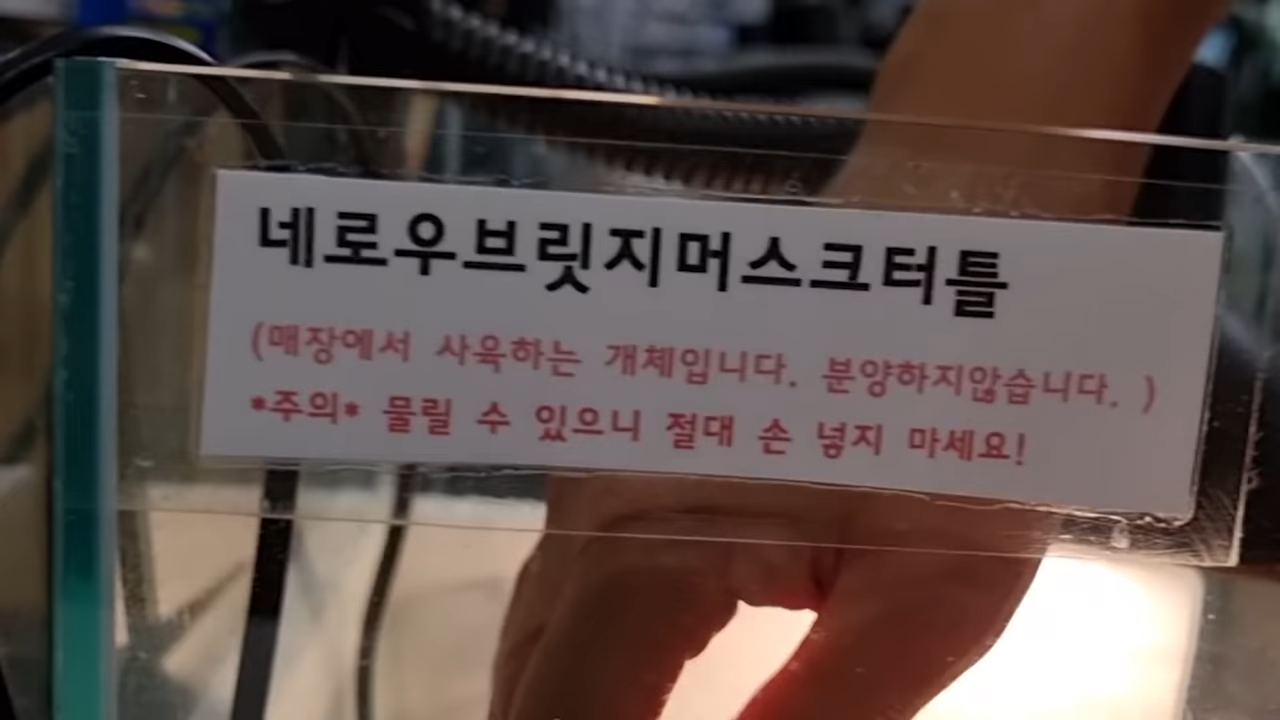 네로우브릿지머스크터틀
(매장에서 사육하는 개체입니다. 분양하지않습니다. )
*주의* 물릴 수 있으니 절대 손 넣지 마세요!